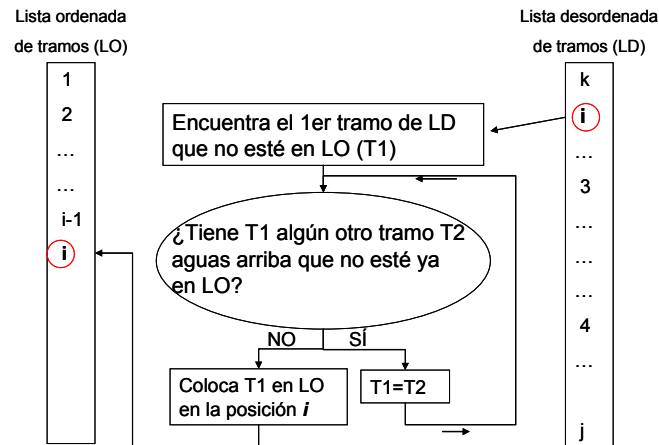 Lista ordenada
de tramos (LO)
1
2
...
...
i-1
i
Encuentra el 1er tramo de LD
que no esté en LO (T1)
¿Tiene T1 algún otro tramo T2
aguas arriba que no esté ya
en LO?
NO
SÍ
Coloca T1 en LO
en la posición i
T1=T2
Lista desordenada
de tramos (LD)
k
i
...
3
...
...
...
4
...
j